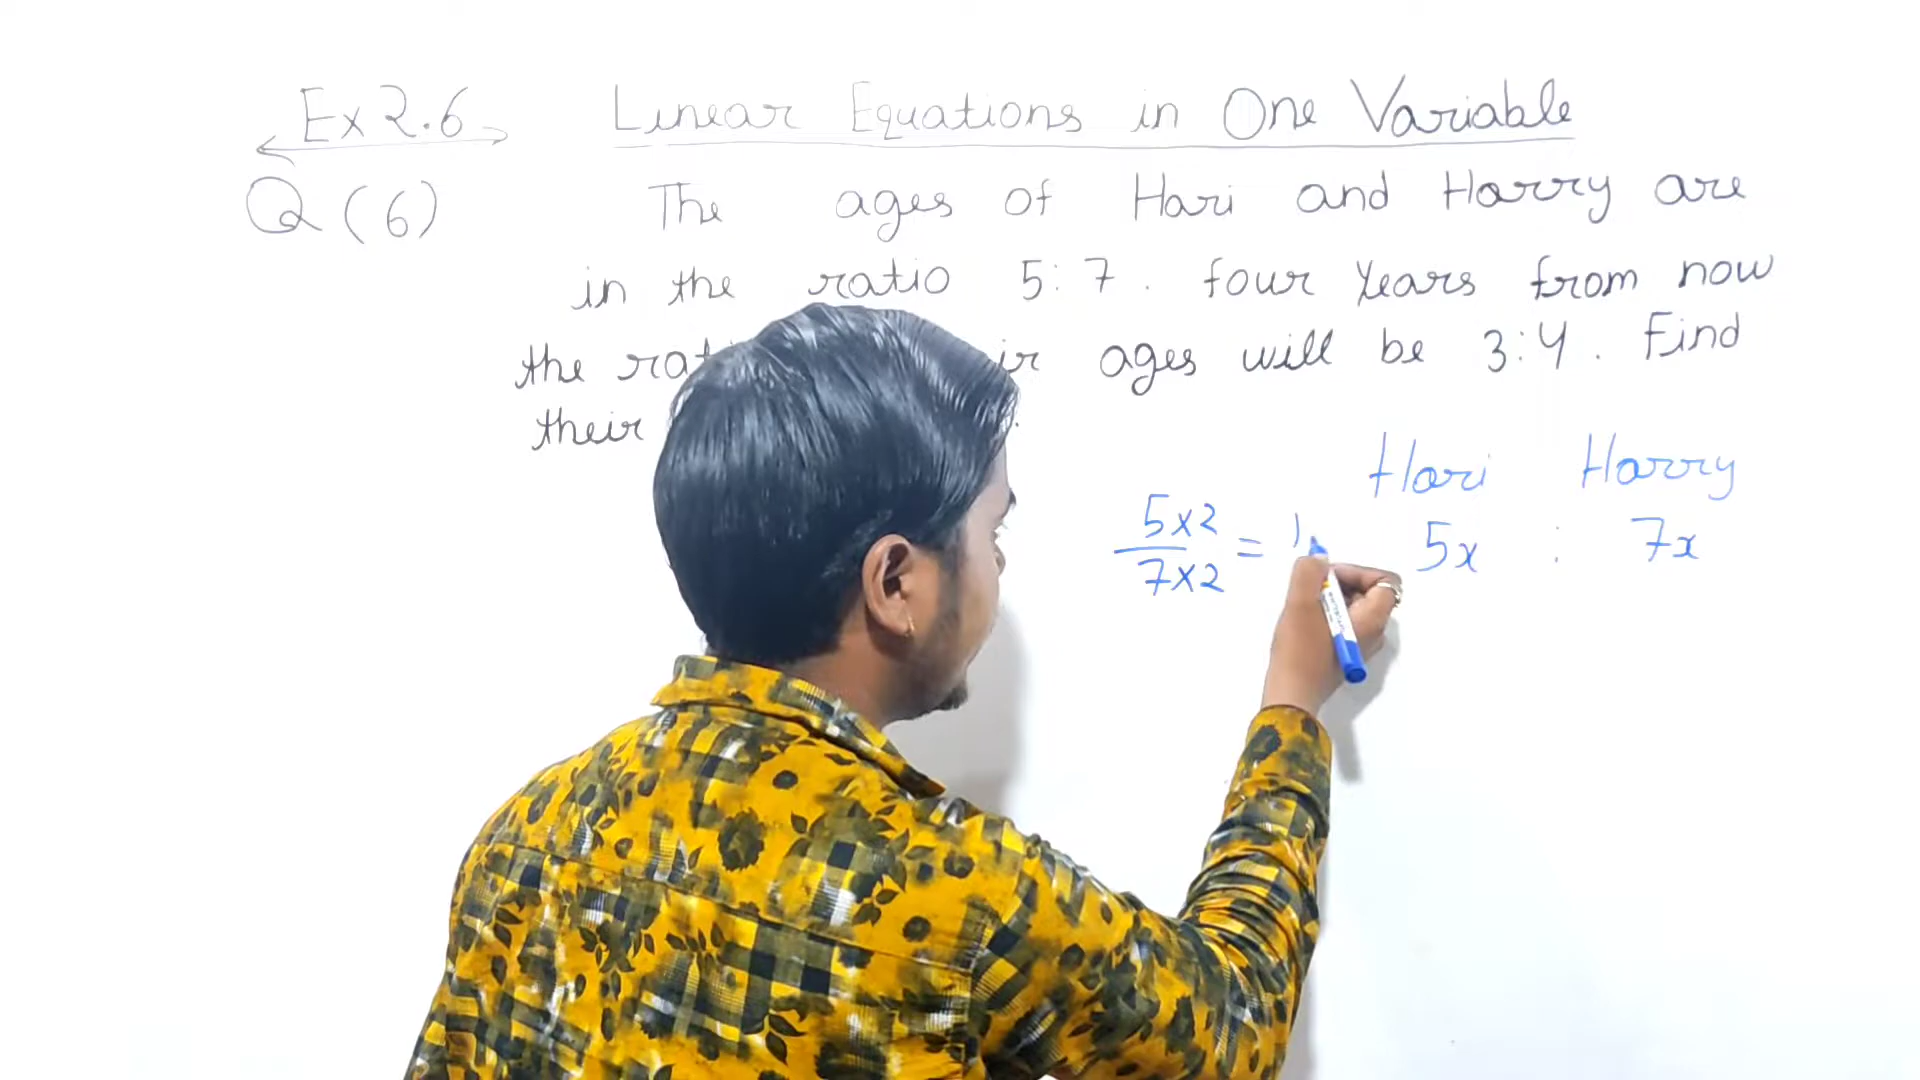 Ex 2.6 Linear Equations in One Variable
Q (6) The ages of Hari and Harry are
in the ratio 5:7. four years from now
the ages will be 3:4. Find
their
Hari Harry
5x2/7x2 = 1 5x : 7x